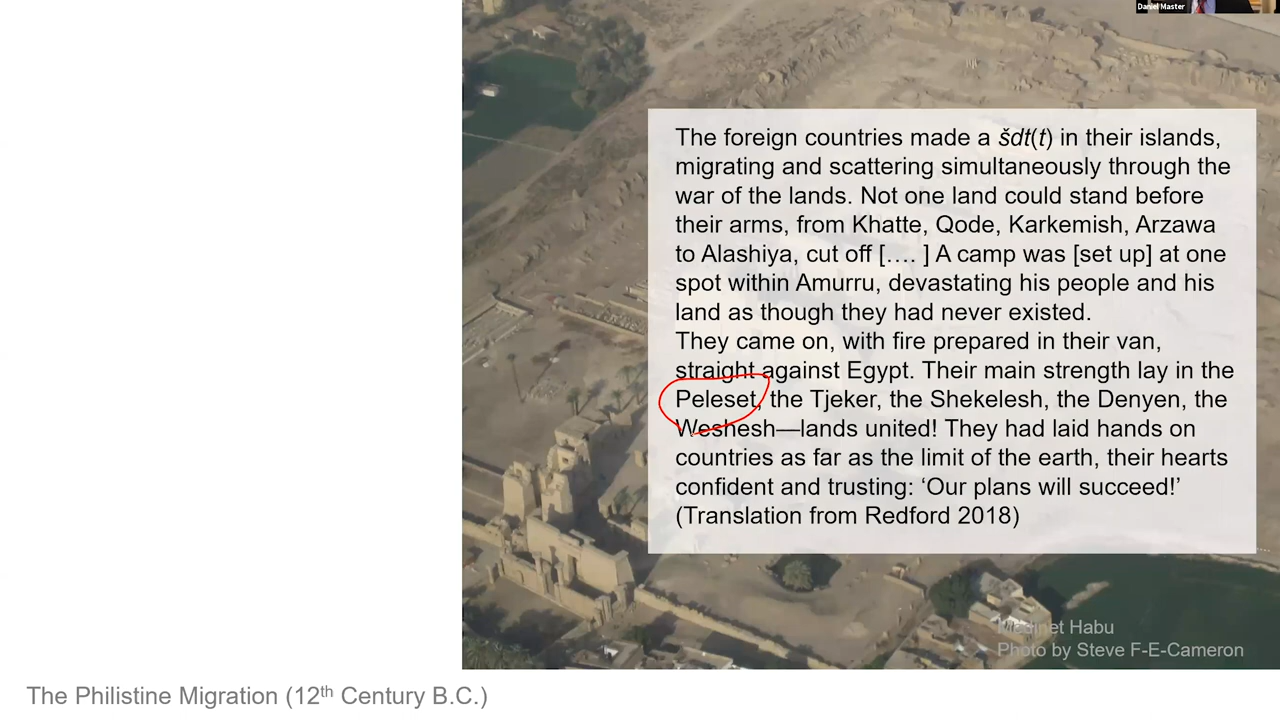 Daniel Master
The foreign countries made a šdt(t) in their islands,
migrating and scattering simultaneously through the
war of the lands. Not one land could stand before
their arms, from Khatte, Qode, Karkemish, Arzawa
to Alashiya, cut off [.... ] A camp was [set up] at one
spot within Amurru, devastating his people and his
land as though they had never existed.
They came on, with fire prepared in their van,
straight against Egypt. Their main strength lay in the
Peleset, the Tjeker, the Shekelesh, the Denyen, the
Weshesh—lands united! They had laid hands on
countries as far as the limit of the earth, their hearts
confident and trusting: ‘Our plans will succeed!’
(Translation from Redford 2018)
Medinet Habu
Photo by Steve F-E-Cameron
The Philistine Migration (12th Century B.C.)